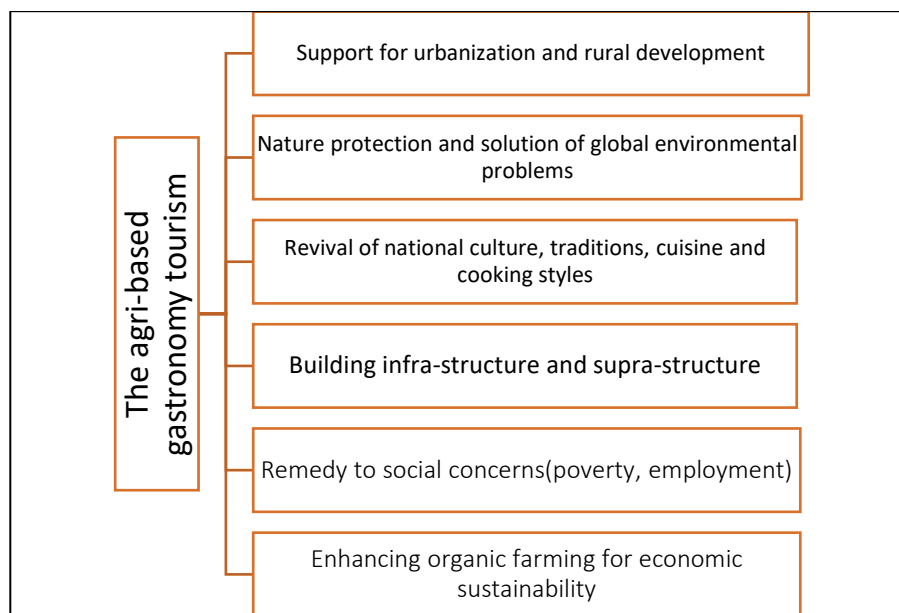 The agri-based
gastronomy tourism
Support for urbanization and rural development
Nature protection and solution of global environmental
problems
Revival of national culture, traditions, cuisine and
cooking styles
Building infra-structure and supra-structure
Remedy to social concerns(poverty, employment)
Enhancing organic farming for economic
sustainability